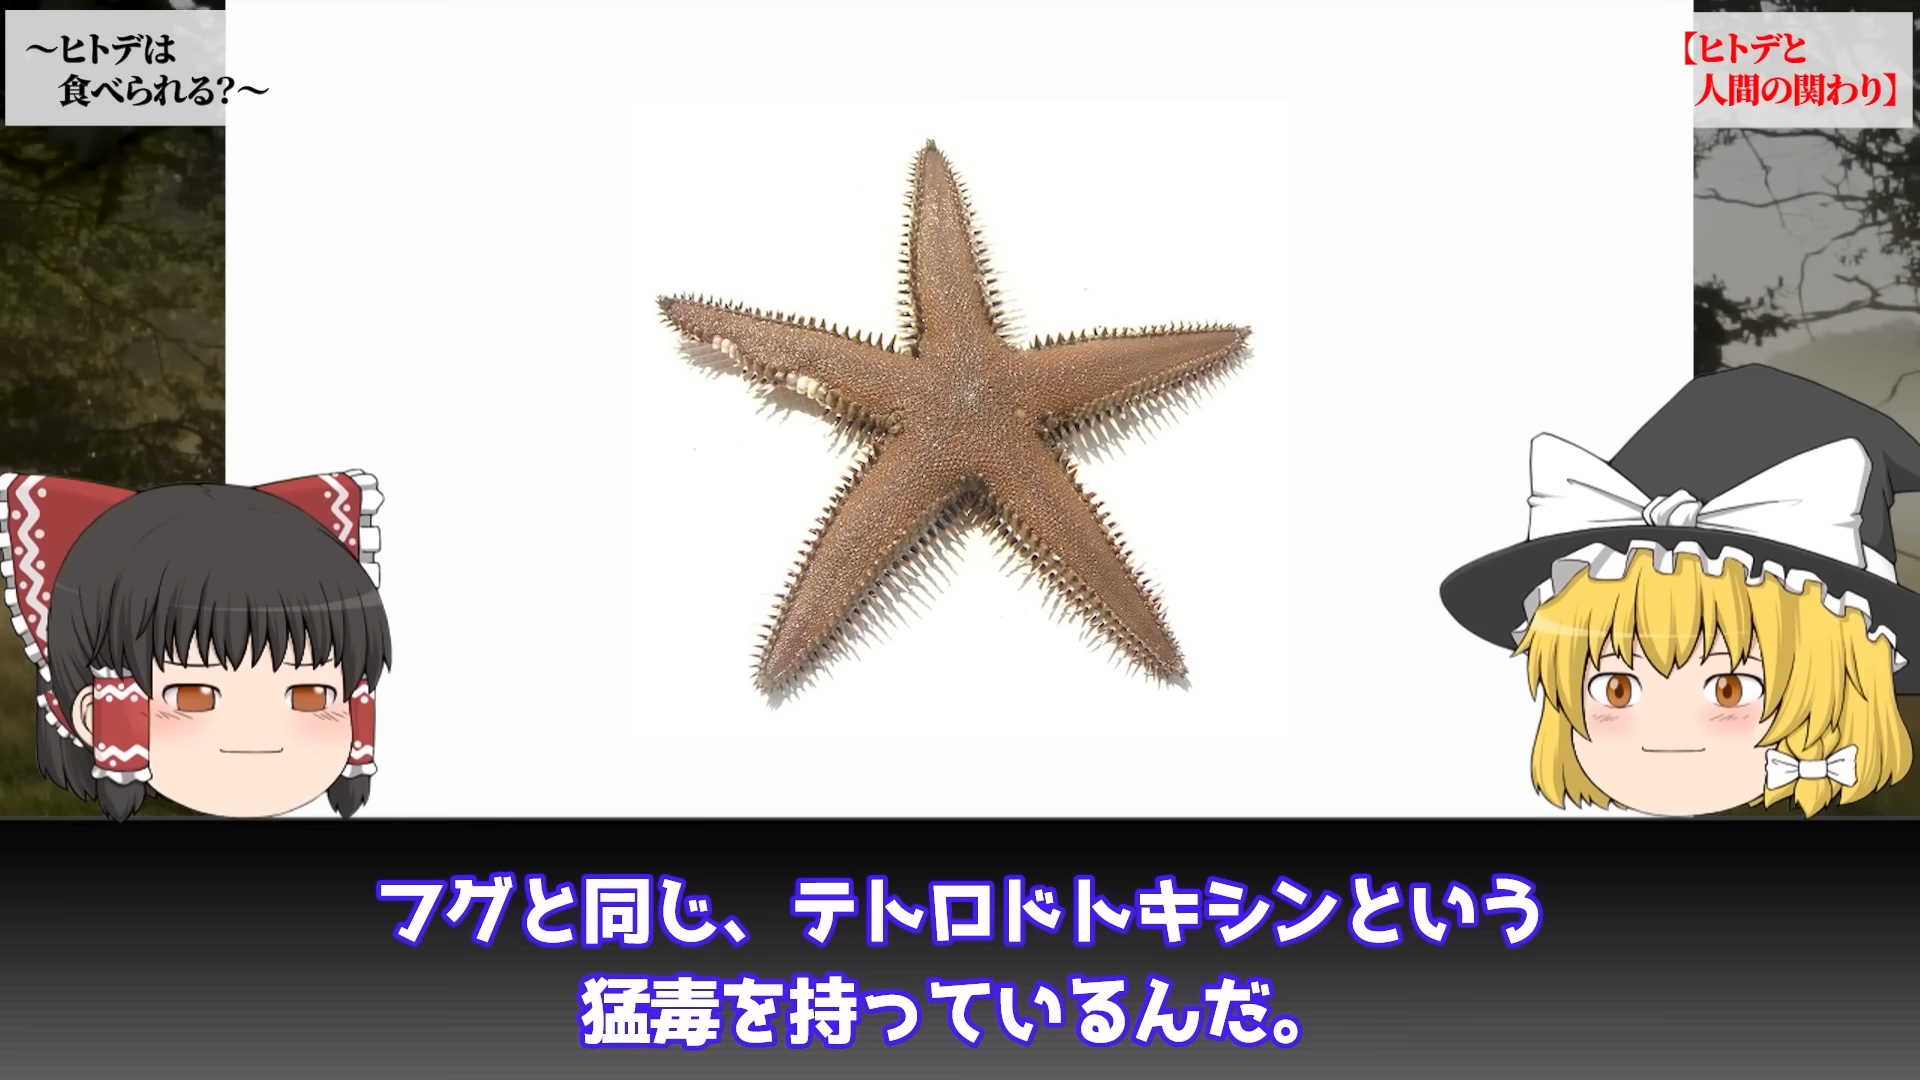 ～ヒトデは
食べられる?～
【ヒトデと
人間の関わり】
フグと同じ、テトロドトキシンという
猛毒を持っているんだ。